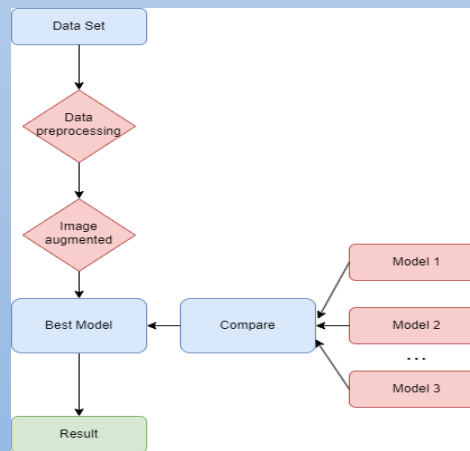 Data Set
Data
preprocessing
Image
augmented
Model 1
Best Model
Compare
Model 2
...
Model 3
Result